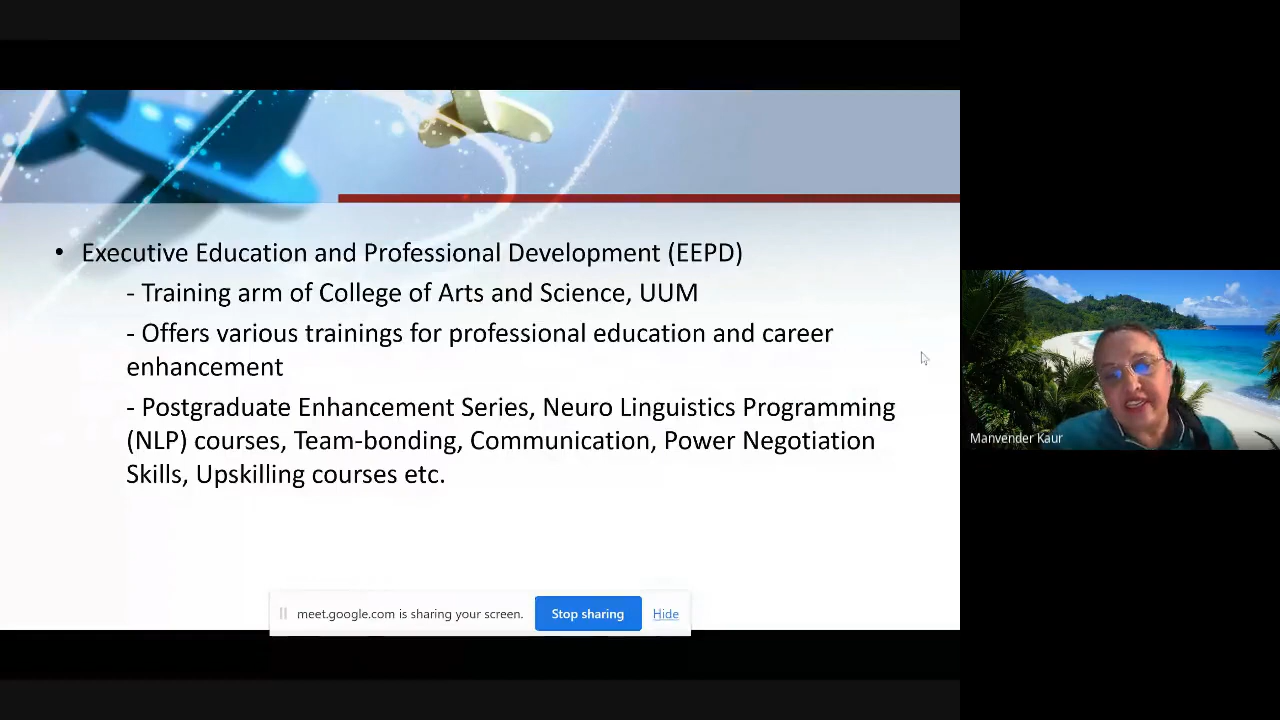 • Executive Education and Professional Development (EEPD)
- Training arm of College of Arts and Science, UUM
- Offers various trainings for professional education and career
enhancement
- Postgraduate Enhancement Series, Neuro Linguistics Programming
(NLP) courses, Team-bonding, Communication, Power Negotiation
Skills, Upskilling courses etc.
Manvender Kaur
meet.google.com is sharing your screen. Stop sharing Hide